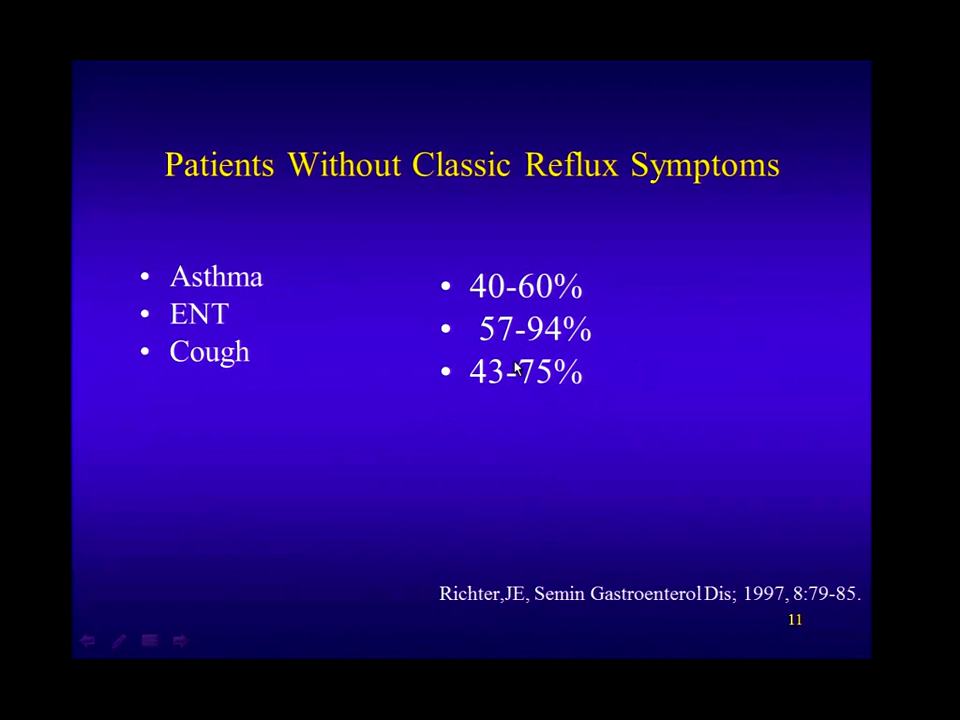 Patients Without Classic Reflux Symptoms
• Asthma
• ENT
• Cough
• 40-60%
• 57-94%
• 43-75%
Richter,JE, Semin Gastroenterol Dis; 1997, 8:79-85.
11